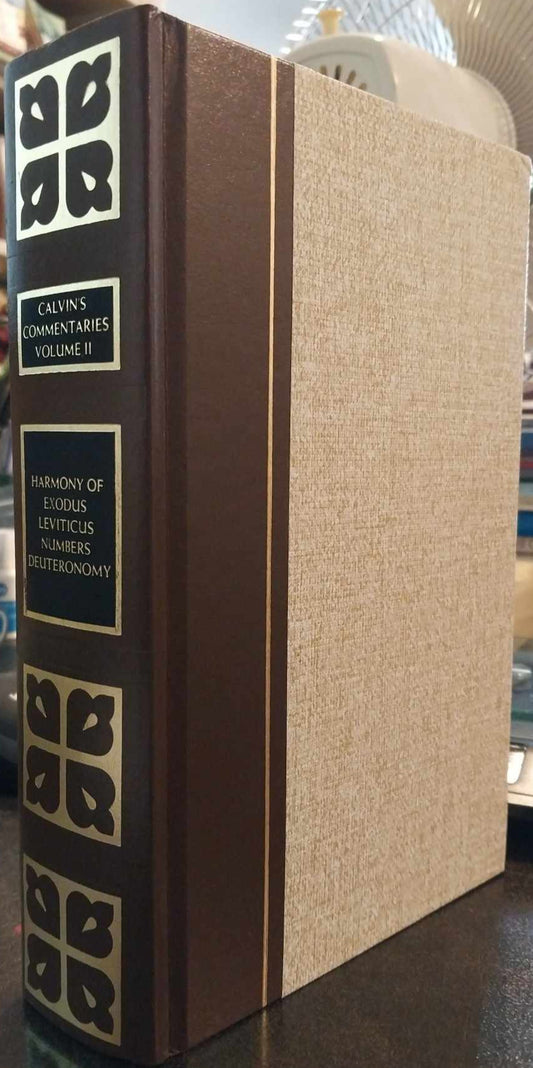 CALVIN'S
COMMENTARIES
VOLUME II
HARMONY OF
EXODUS
LEVITICUS
NUMBERS
DEUTERONOMY